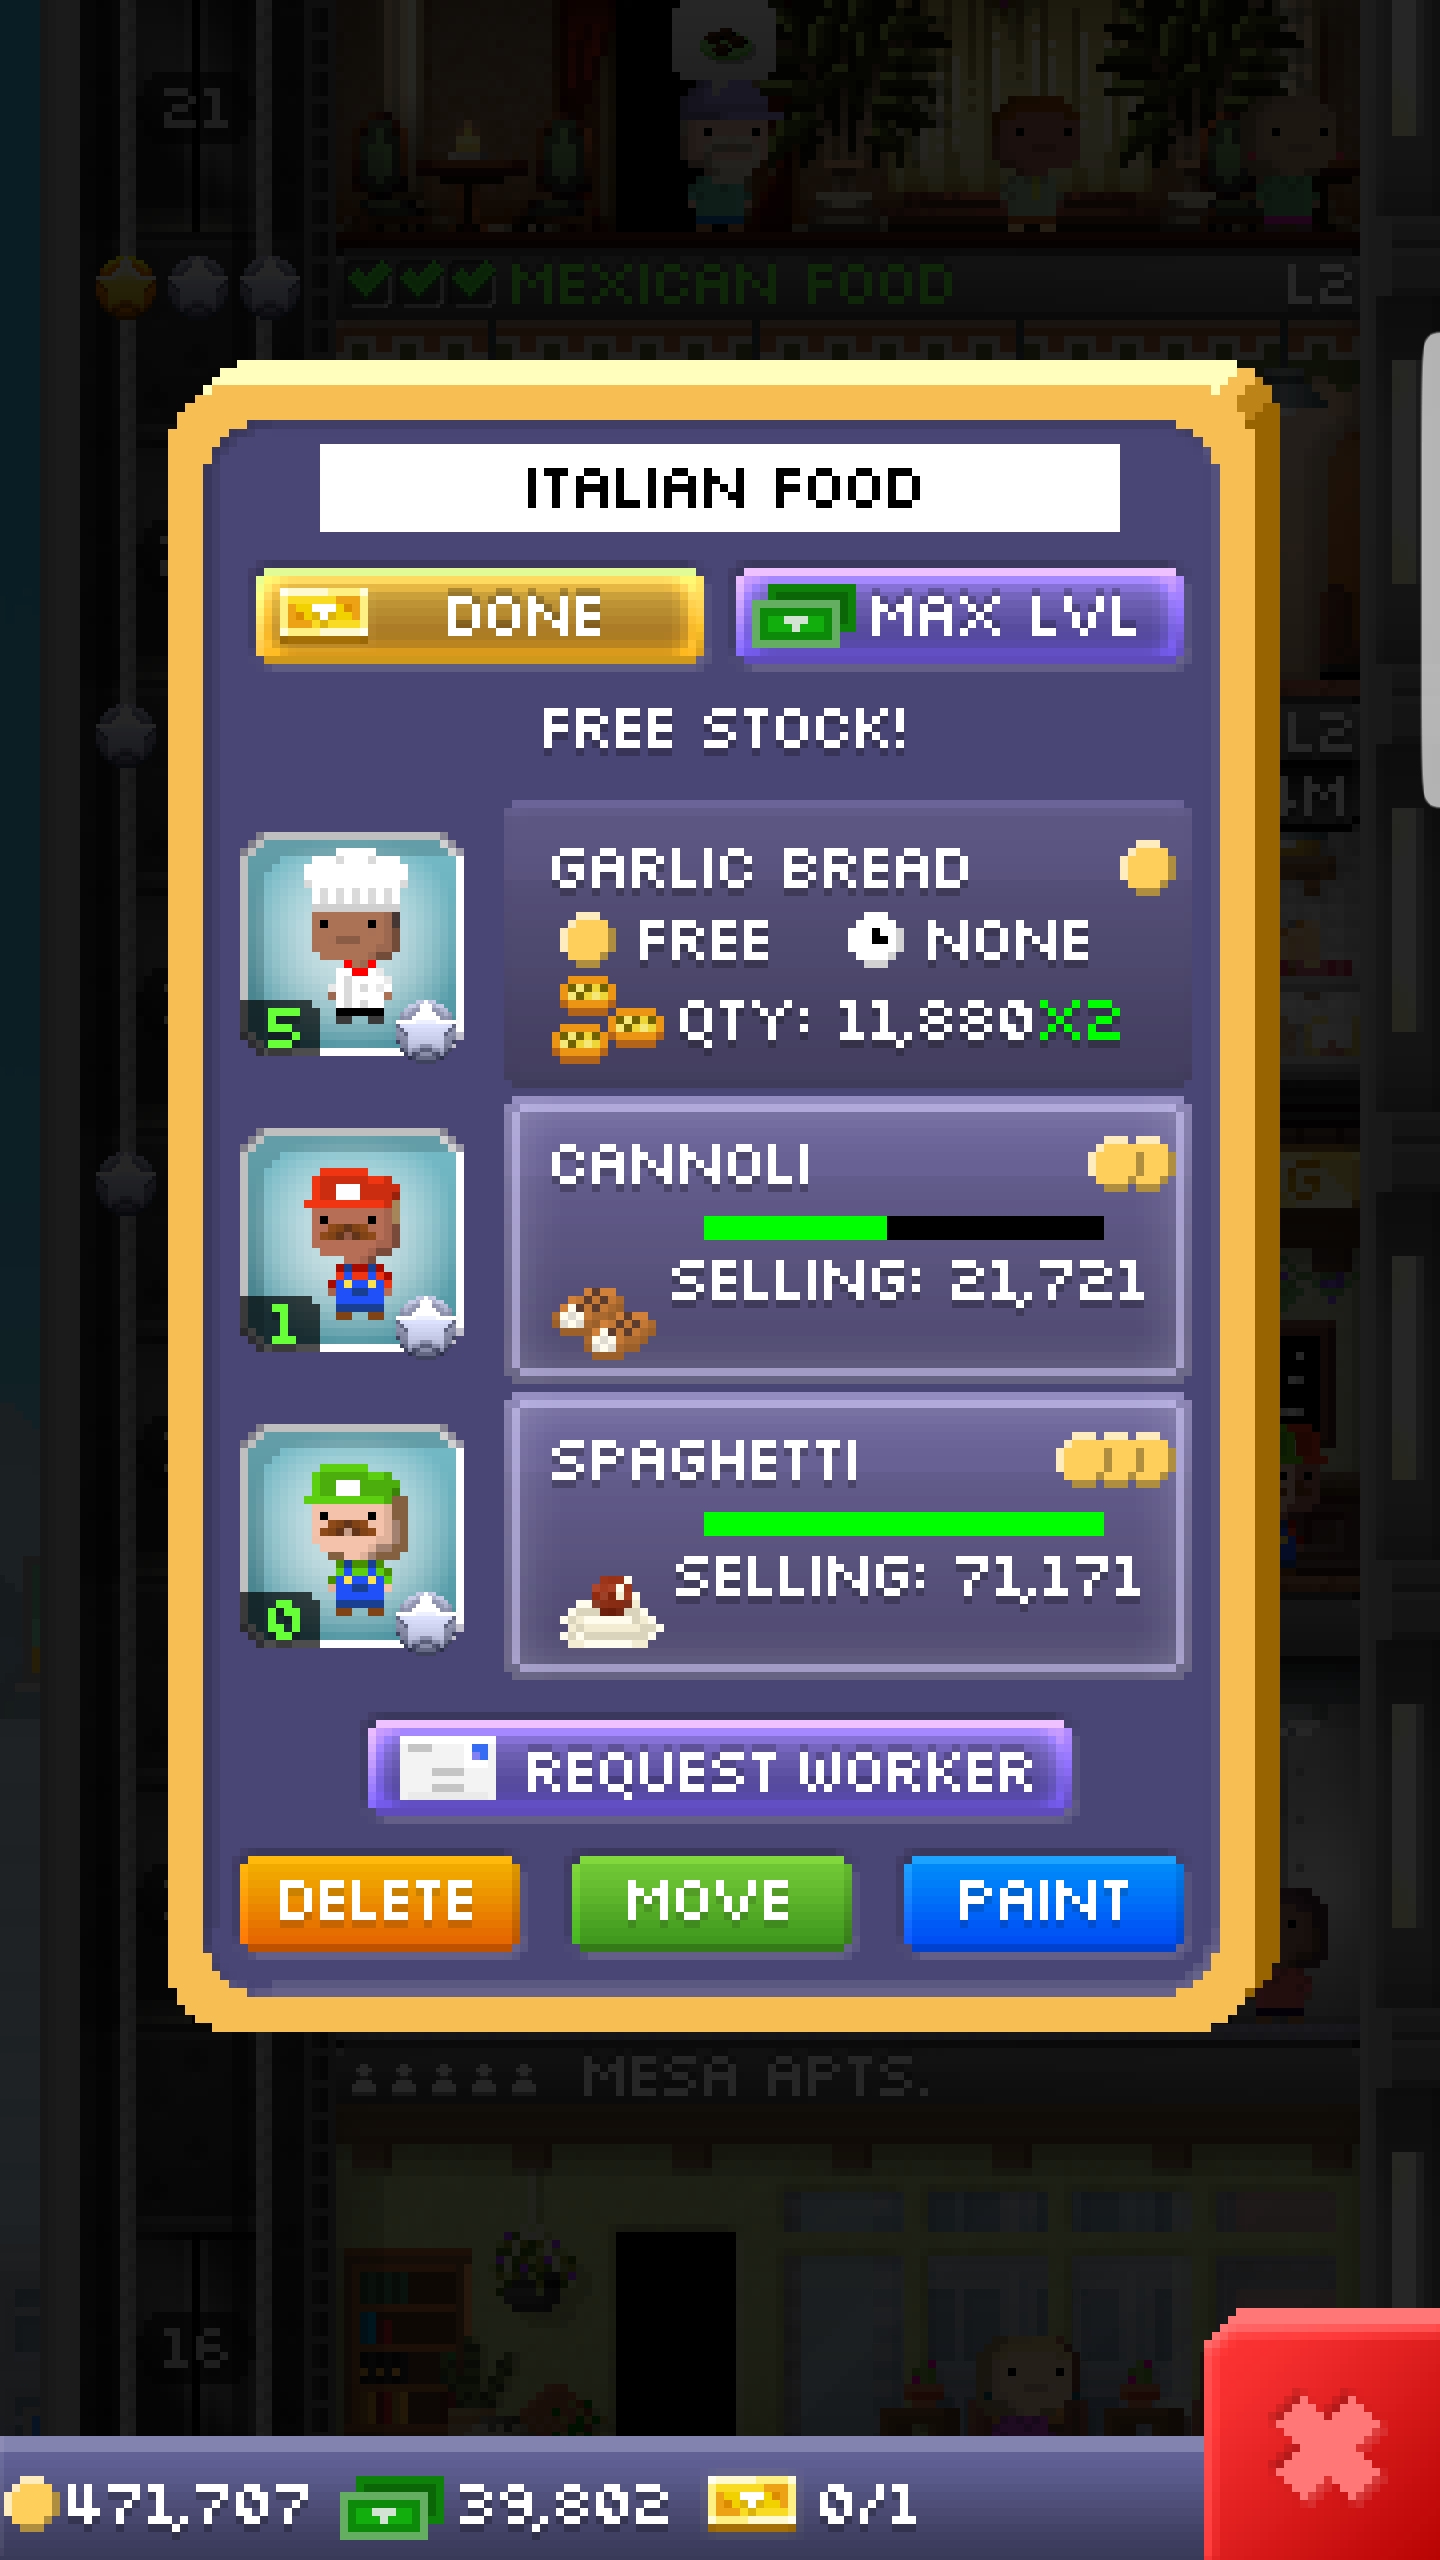 21
MEXICAN FOOD L2
ITALIAN FOOD
DONE
MAX LVL
FREE STOCK!
L2
M
GARLIC BREAD
FREE NONE
5
QTY: 11,880X2
CANNOLI
G
SELLING: 21,721
1
SPAGHETTI
SELLING: 71,171
0
REQUEST WORKER
DELETE
MOVE
PAINT
MESA APTS.
16
471,707 39,802 0/1